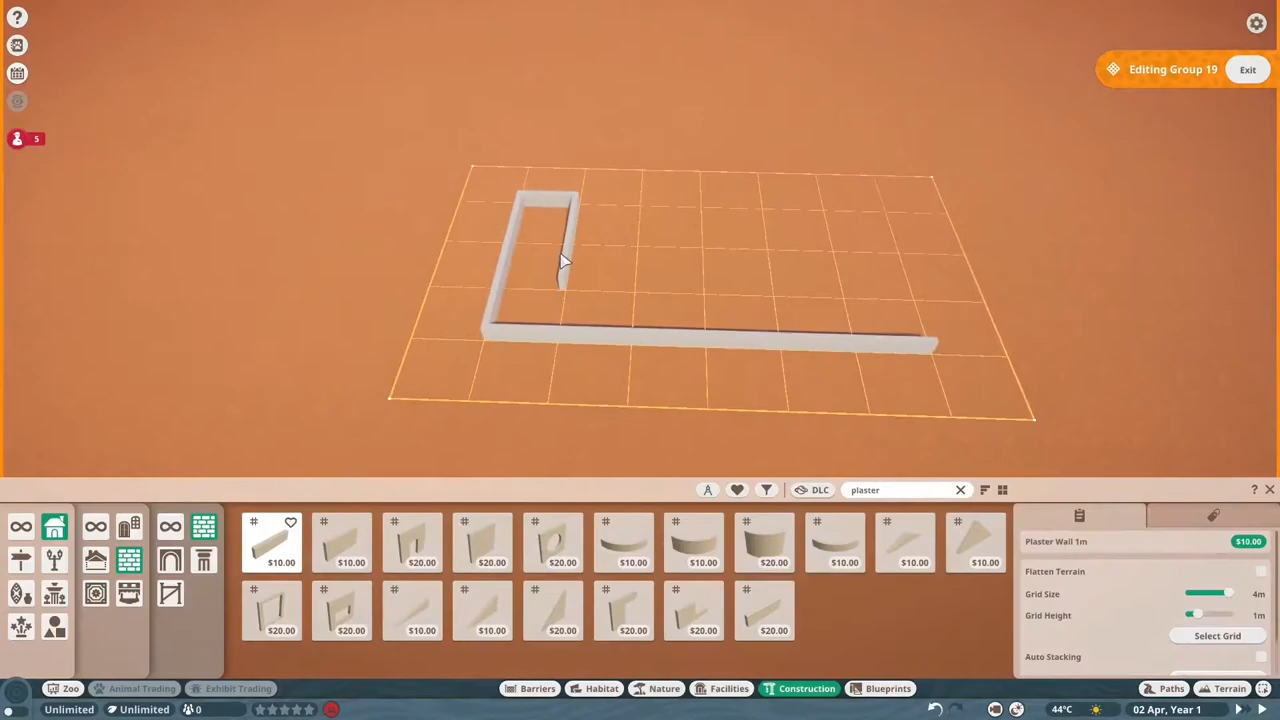 ?
Editing Group 19
Exit
5
DLC
plaster
?
$10.00
$10.00
$20.00
$20.00
$20.00
$10.00
$10.00
$20.00
$10.00
$10.00
$10.00
$20.00
$20.00
$10.00
$10.00
$20.00
$20.00
$20.00
$20.00
Plaster Wall 1m
$10.00
Flatten Terrain
Grid Size
4m
Grid Height
1m
Select Grid
Auto Stacking
Zoo
Animal Trading
Exhibit Trading
Barriers
Habitat
Nature
Facilities
Construction
Blueprints
Paths
Terrain
Unlimited
Unlimited
0
44°C
02 Apr, Year 1